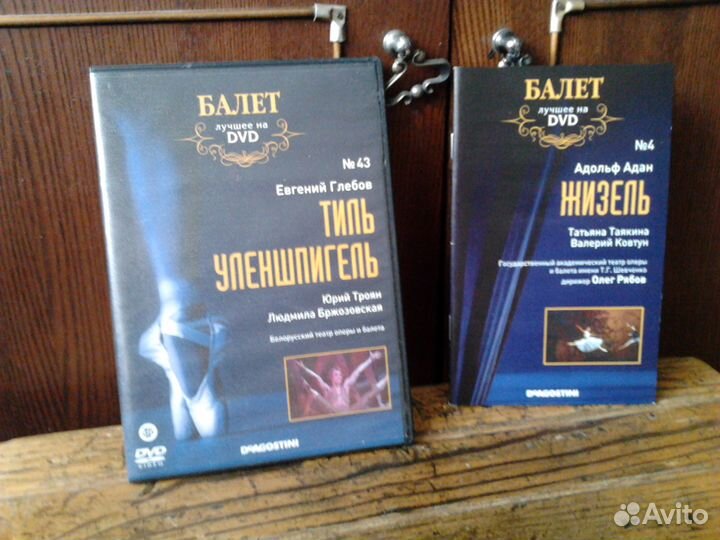 БАЛЕТ
лучшее на
DVD
№ 43
Евгений Глебов
ТИЛЬ
УЛЕНШПИГЕЛЬ
Юрий Троян
Людмила Бржозовская
Белорусский театр оперы и балета
DVD
VIDEO
DeAGOSTINI
БАЛЕТ
лучшее на
DVD
№4
Адольф Адан
ЖИЗЕЛЬ
Татьяна Таякина
Валерий Ковтун
Государственный академический театр оперы
и балета имени Т.Г. Шевченко
дирижер Олег Рябов
DeAGOSTINI
Avito